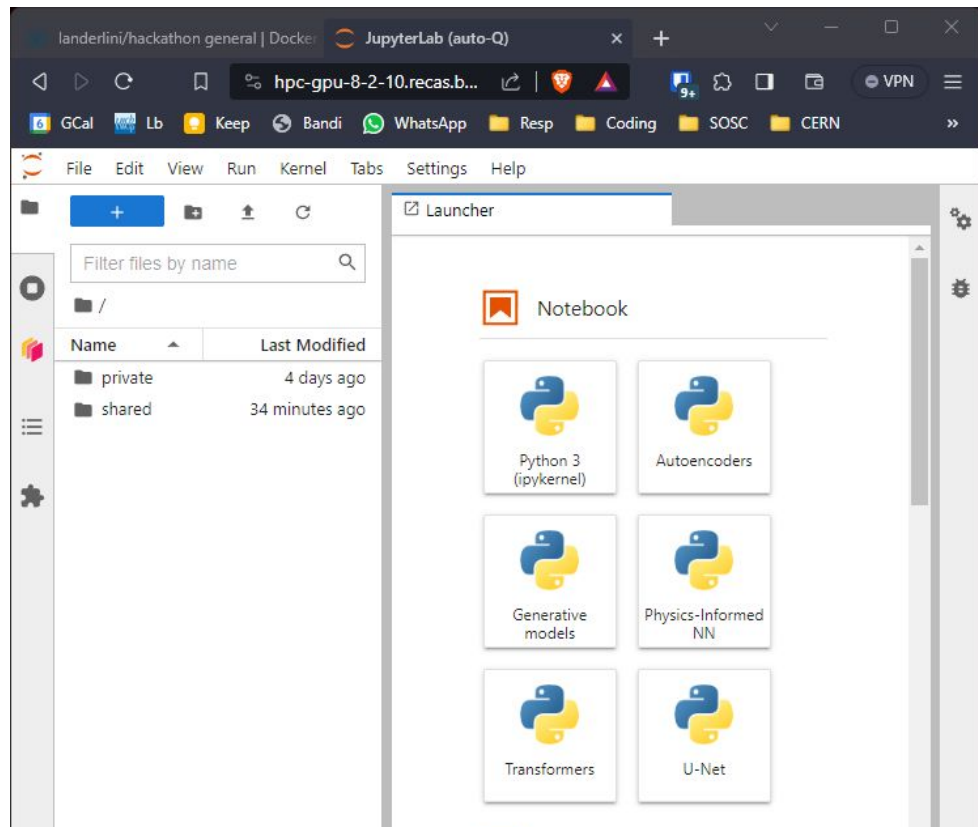 landerlini/hackathon general | Docker
JupyterLab (auto-Q)
hpc-gpu-8-2-10.recas.b...
9+
VPN
6
GCal
Lb
Keep
Bandi
WhatsApp
Resp
Coding
SOSC
CERN
»
File Edit View Run Kernel Tabs Settings Help
Launcher
Filter files by name
/
Name Last Modified
private 4 days ago
shared 34 minutes ago
Notebook
Python 3
(ipykernel)
Autoencoders
Generative
models
Physics-Informed
NN
Transformers
U-Net